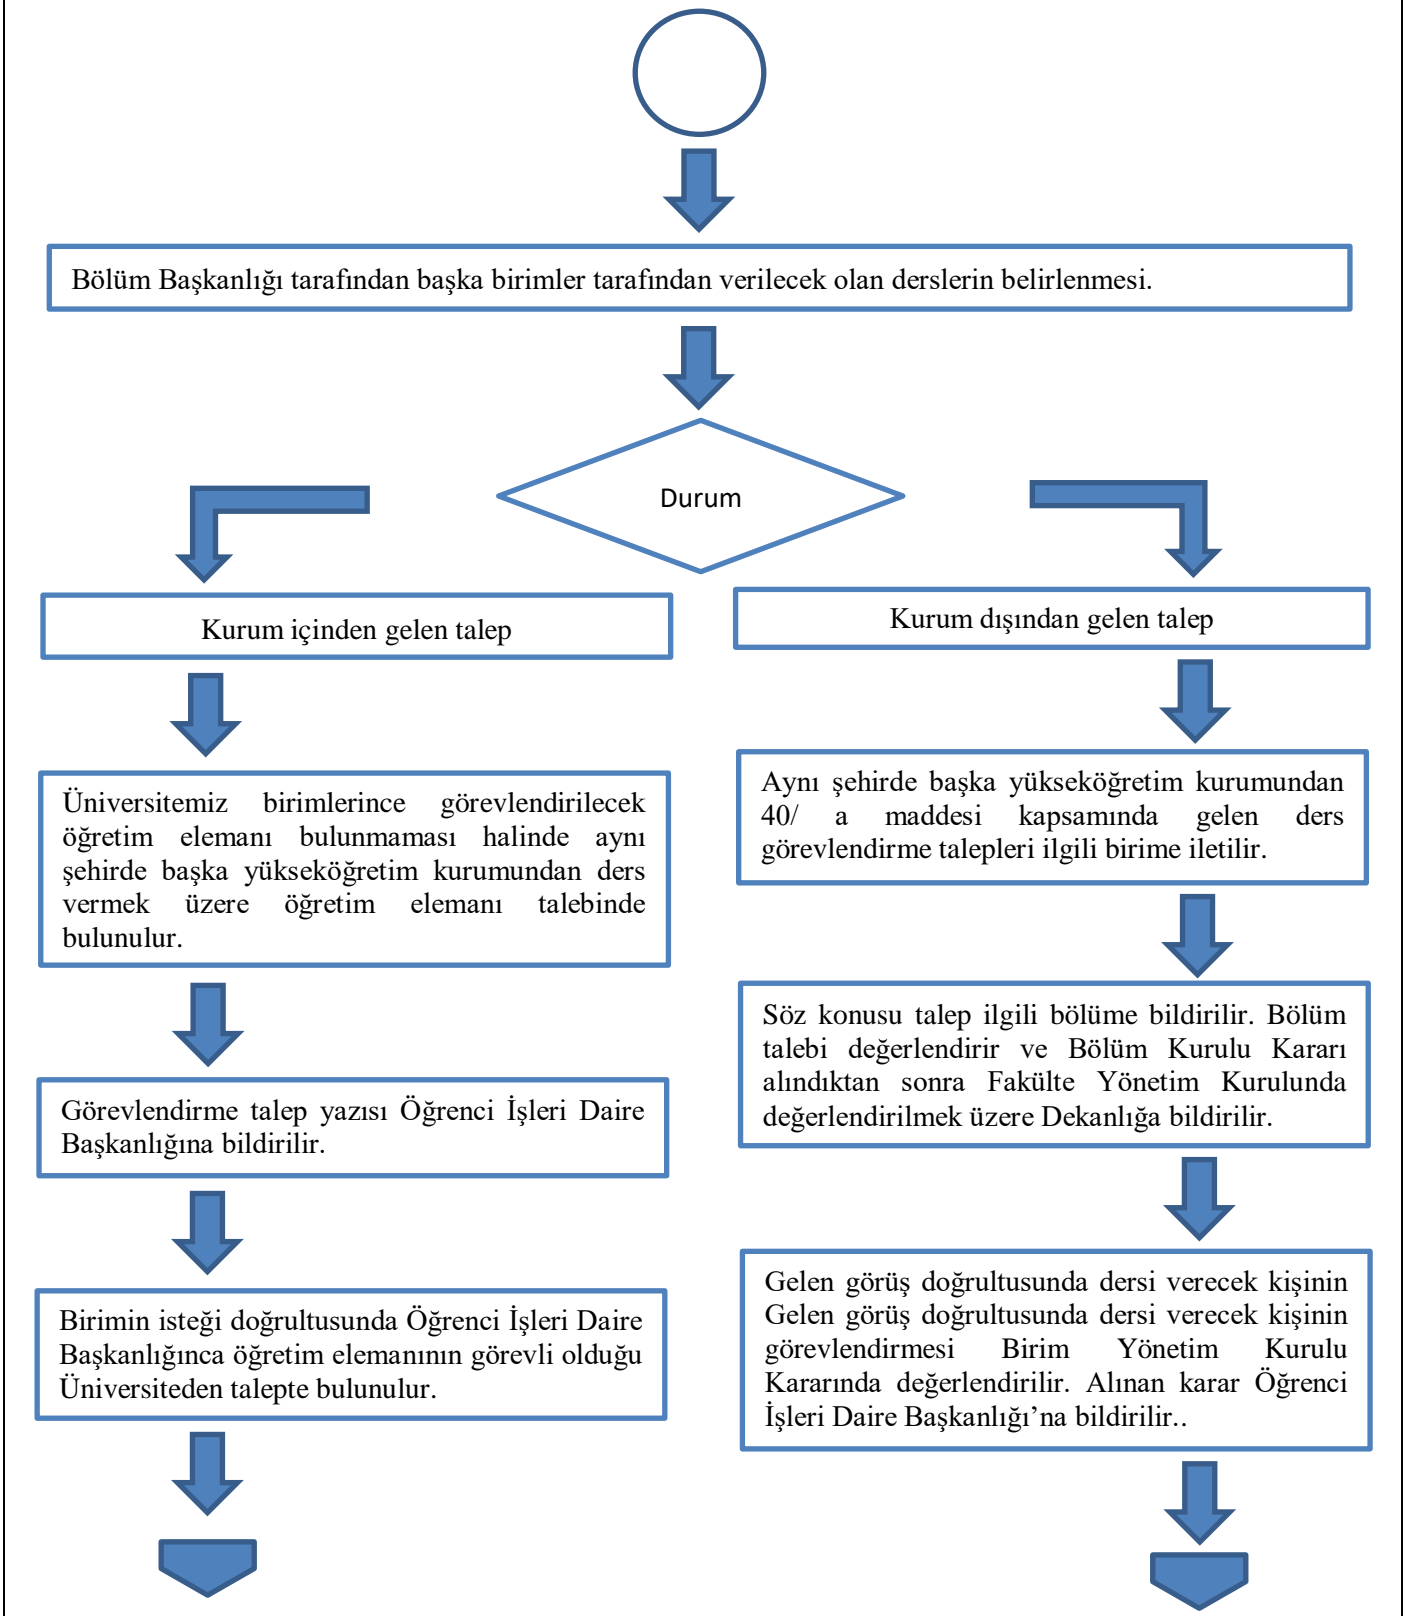 Bölüm Başkanlığı tarafından başka birimler tarafından verilecek olan derslerin belirlenmesi.
Durum
Kurum içinden gelen talep
Üniversitemiz birimlerince görevlendirilecek
öğretim elemanı bulunmaması halinde aynı
şehirde başka yükseköğretim kurumundan ders
vermek üzere öğretim elemanı talebinde
bulunulur.
Görevlendirme talep yazısı Öğrenci İşleri Daire
Başkanlığına bildirilir.
Birimin isteği doğrultusunda Öğrenci İşleri Daire
Başkanlığınca öğretim elemanının görevli olduğu
Üniversiteden talepte bulunulur.
Kurum dışından gelen talep
Aynı şehirde başka yükseköğretim kurumundan
40/ a maddesi kapsamında gelen ders
görevlendirme talepleri ilgili birime iletilir.
Söz konusu talep ilgili bölüme bildirilir. Bölüm
talebi değerlendirir ve Bölüm Kurulu Kararı
alındıktan sonra Fakülte Yönetim Kurulunda
değerlendirilmek üzere Dekanlığa bildirilir.
Gelen görüş doğrultusunda dersi verecek kişinin
Gelen görüş doğrultusunda dersi verecek kişinin
görevlendirmesi Birim Yönetim Kurulu
Kararında değerlendirilir. Alınan karar Öğrenci
İşleri Daire Başkanlığı’na bildirilir..